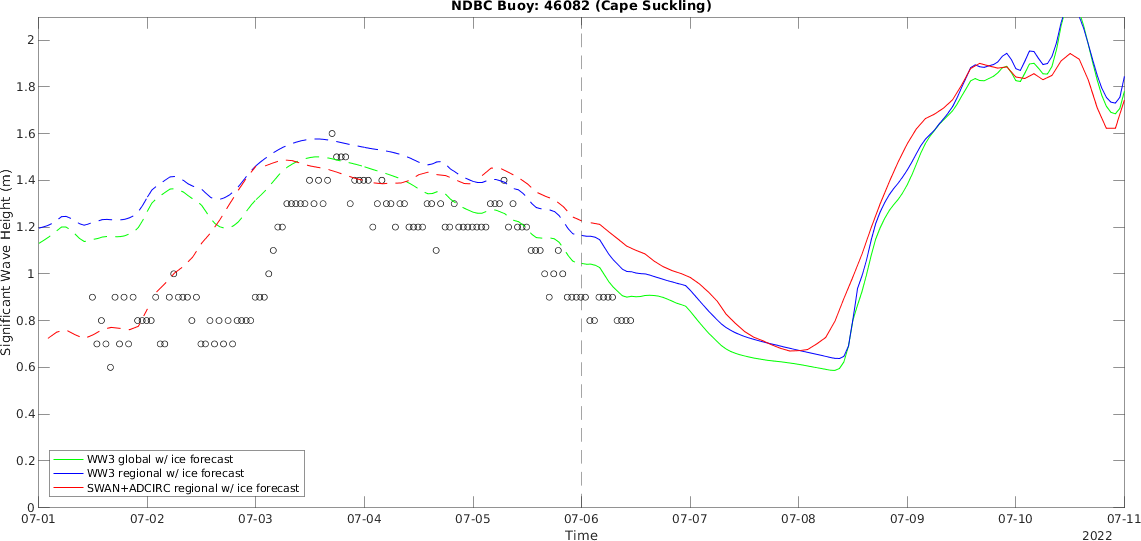 NDBC Buoy: 46082 (Cape Suckling)
2
1.8
1.6
1.4
1.2
1
0.8
0.6
0.4
0.2
0
Significant Wave Height (m)
WW3 global w/ ice forecast
WW3 regional w/ ice forecast
SWAN+ADCIRC regional w/ ice forecast
07-01 07-02 07-03 07-04 07-05 07-06 07-07 07-08 07-09 07-10 07-11
Time
2022